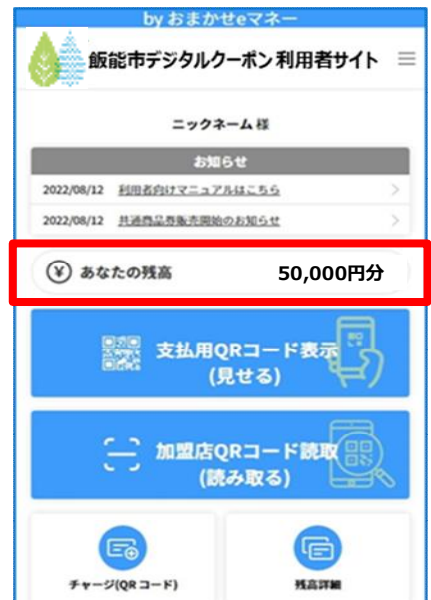 by おまかせeマネー
飯能市デジタルクーポン 利用者サイト
ニックネーム 様
お知らせ
2022/08/12 利用者向けマニュアルはこちら
2022/08/12 共通商品券販売開始のお知らせ
¥ あなたの残高 50,000円分
支払用QRコード表示
(見せる)
加盟店QRコード読取
(読み取る)
チャージ(QRコード) 残高詳細